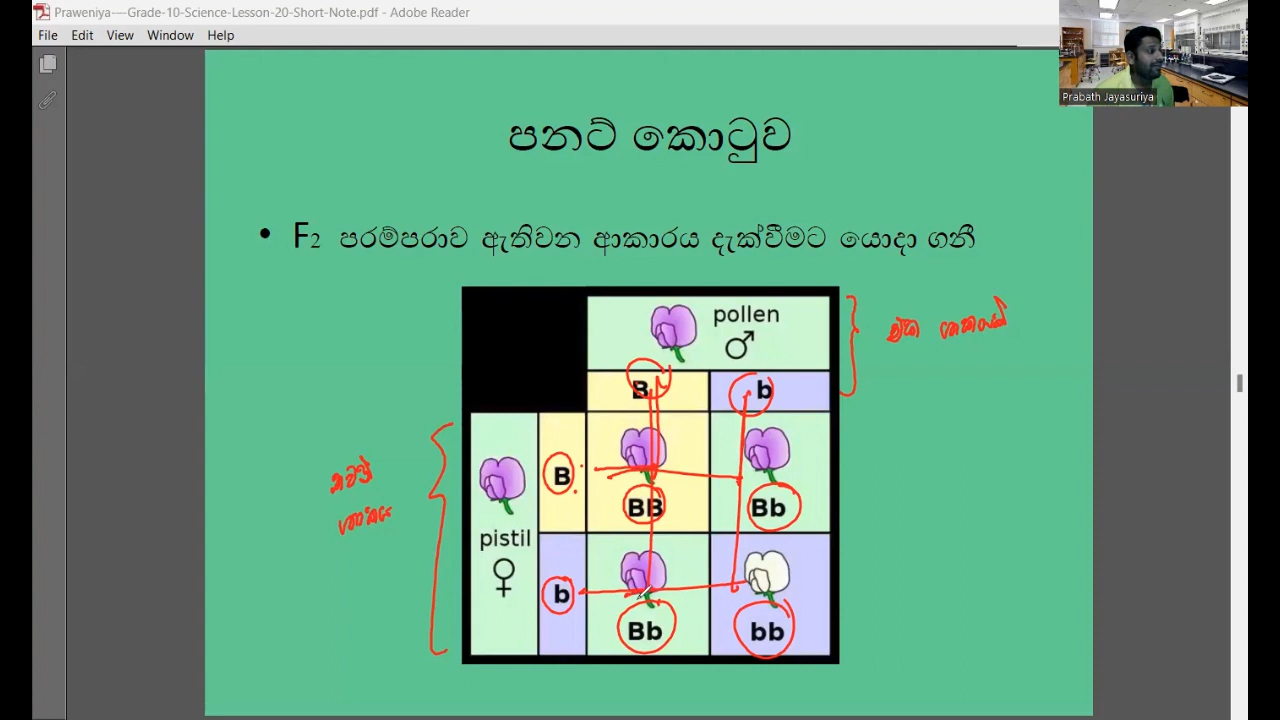 Praweniya----Grade-10-Science-Lesson-20-Short-Note.pdf - Adobe Reader
File Edit View Window Help
Prabath Jayasuriya
පනට් කොටුව
• F2 පරම්පරාව ඇතිවන ආකාරය දැක්වීමට යොදා ගනී
pollen
♂
B b
B
BB Bb
pistil
♀
b
Bb bb